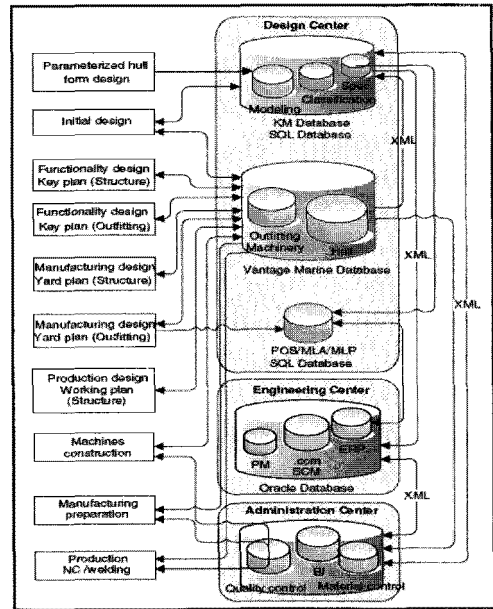 Design Center
Parameterized hull
form design
Initial design
Functionality design
Key plan (Structure)
Functionality design
Key plan (Outfitting)
Manufacturing design
Yard plan (Structure)
Manufacturing design
Yard plan (Outfitting)
Production design
Working plan
(Structure)
Machines
construction
Manufacturing
preparation
Production
NC /welding
Spec
Classification
Modeling
KM Database
SQL Database
XML
Outfitting
Machinery
Hull
Vantage Marine Database
XML
XML
POS/MLA/MLP
SQL Database
Engineering Center
ERP
PM
SCM
Oracle Database
XML
Administration Center
BI
Quality control
Material control